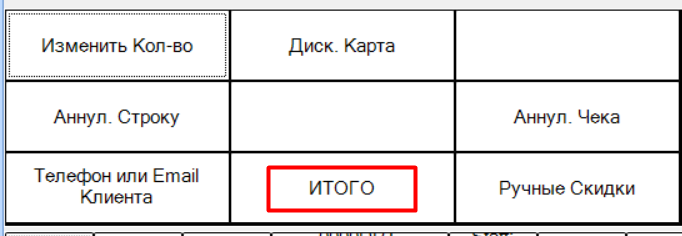 Изменить Кол-во
Диск. Карта
Аннул. Строку
Аннул. Чека
Телефон или Email
Клиента
ИТОГО
Ручные Скидки